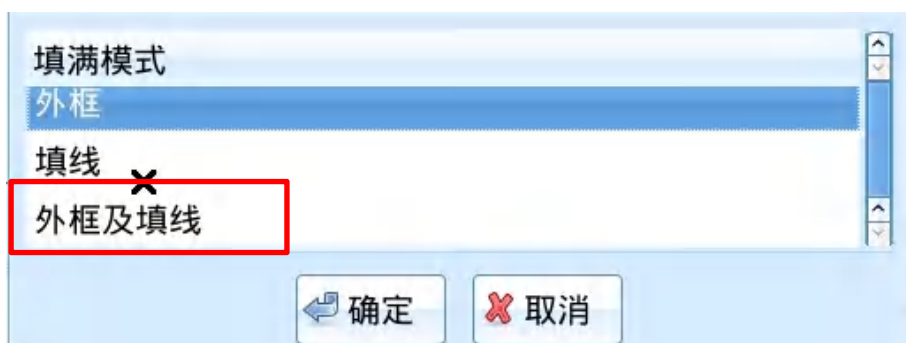 填满模式
外框
填线
外框及填线
确定 取消